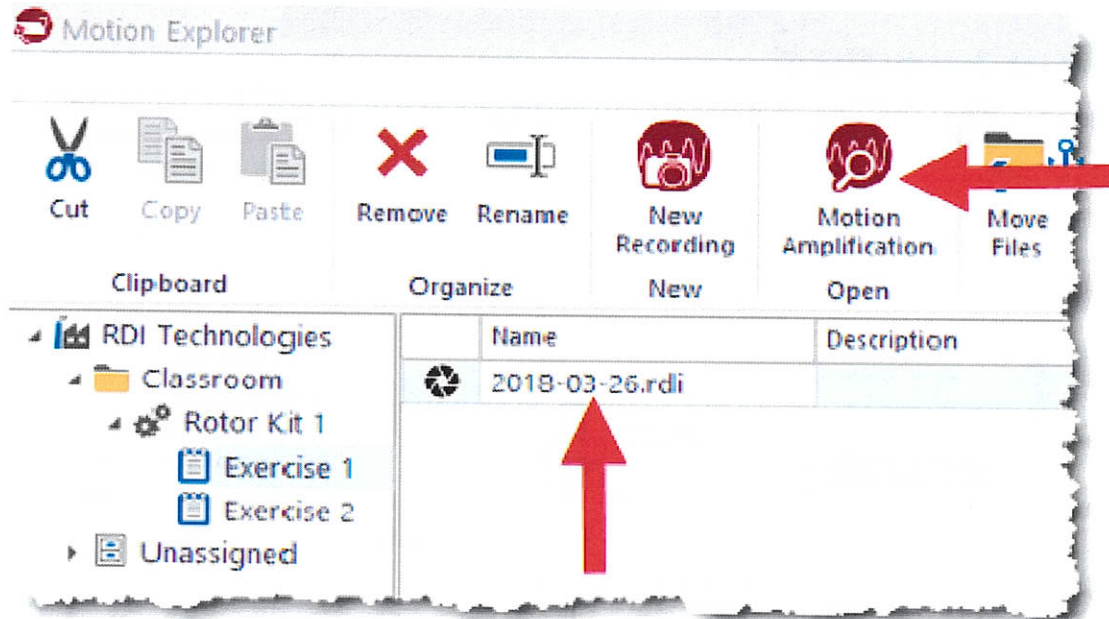 Motion Explorer
Cut Copy Paste Remove Rename New Recording Motion Amplification Move Files
Clipboard Organize New Open
RDI Technologies
Name Description
Classroom
2018-03-26.rdi
Rotor Kit 1
Exercise 1
Exercise 2
Unassigned